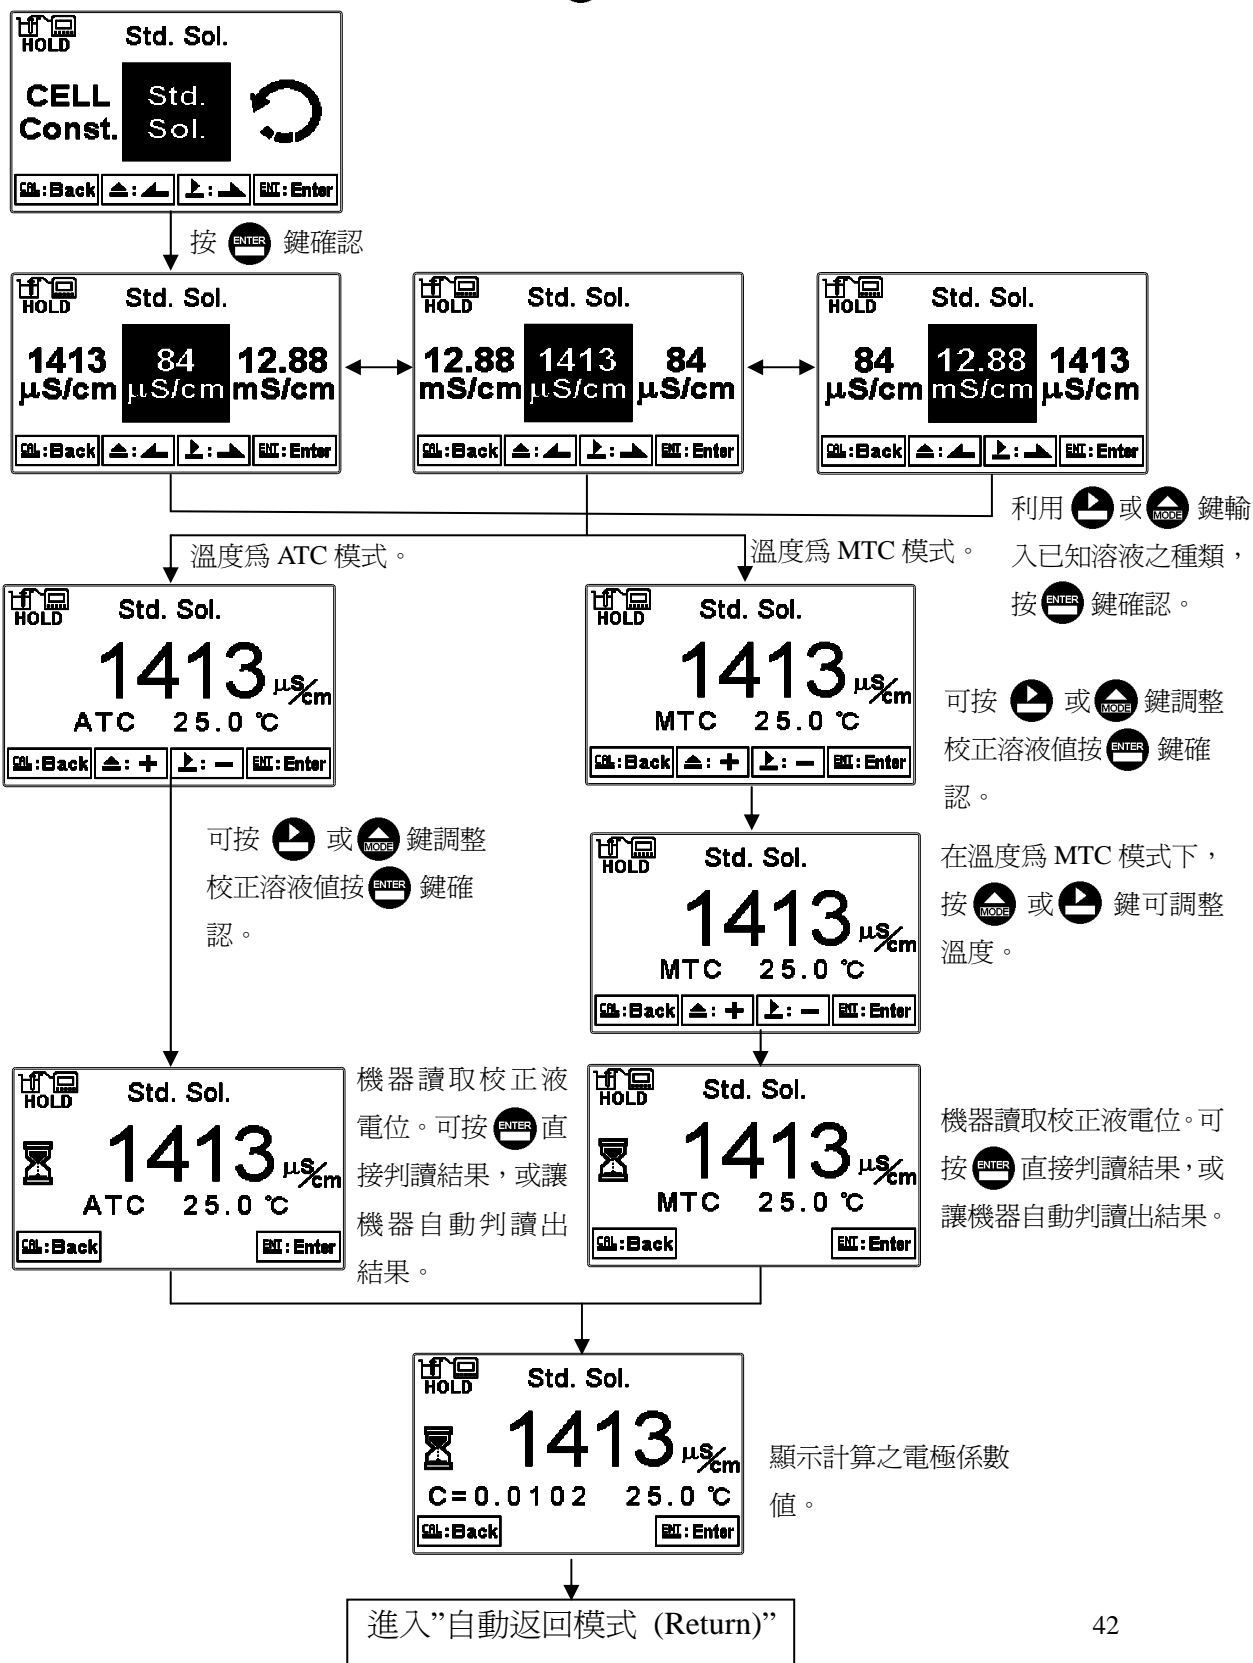 HOLD Std. Sol.
CELL Const. Std. Sol.
CAL:Back ENT:Enter
按 ENTER 鍵確認
HOLD Std. Sol.
1413 μS/cm 84 μS/cm 12.88 mS/cm
CAL:Back ENT:Enter
HOLD Std. Sol.
12.88 mS/cm 1413 μS/cm 84 μS/cm
CAL:Back ENT:Enter
HOLD Std. Sol.
84 μS/cm 12.88 mS/cm 1413 μS/cm
CAL:Back ENT:Enter
利用 或 MODE 鍵輸
入已知溶液之種類，
按 ENTER 鍵確認。
溫度爲 ATC 模式。
溫度爲 MTC 模式。
HOLD Std. Sol.
1413 μS/cm
ATC 25.0 ℃
CAL:Back : + : — ENT:Enter
HOLD Std. Sol.
1413 μS/cm
MTC 25.0 ℃
CAL:Back : + : — ENT:Enter
可按 或 MODE 鍵調整
校正溶液値按 ENTER 鍵確
認。
可按 或 MODE 鍵調整
校正溶液値按 ENTER 鍵確
認。
HOLD Std. Sol.
1413 μS/cm
MTC 25.0 ℃
CAL:Back : + : — ENT:Enter
在溫度爲 MTC 模式下，
按 MODE 或 鍵可調整
溫度。
HOLD Std. Sol.
1413 μS/cm
ATC 25.0 ℃
CAL:Back ENT:Enter
機器讀取校正液
電位。可按 ENTER 直
接判讀結果，或讓
機器自動判讀出
結果。
HOLD Std. Sol.
1413 μS/cm
MTC 25.0 ℃
CAL:Back ENT:Enter
機器讀取校正液電位。可
按 ENTER 直接判讀結果，或
讓機器自動判讀出結果。
HOLD Std. Sol.
1413 μS/cm
C=0.0102 25.0 ℃
CAL:Back ENT:Enter
顯示計算之電極係數
値。
進入”自動返回模式 (Return)”
42